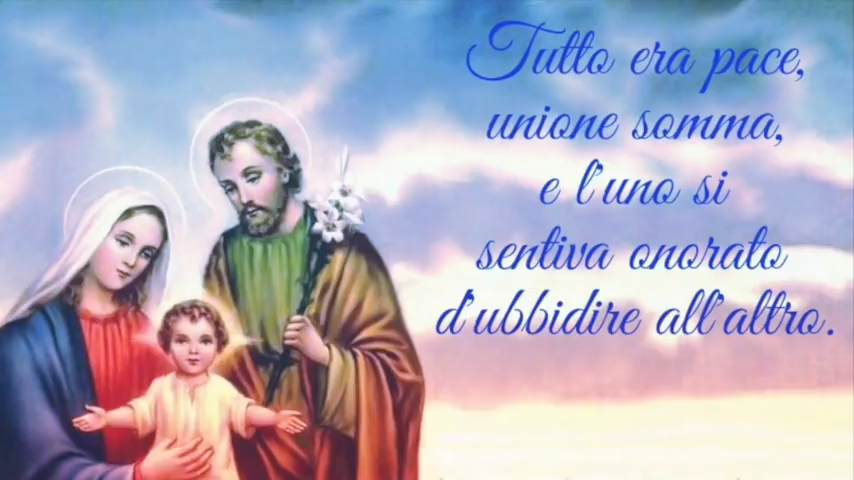 Tutto era pace,
unione somma,
e l'uno si
sentiva onorato
d'ubbidire all'altro.